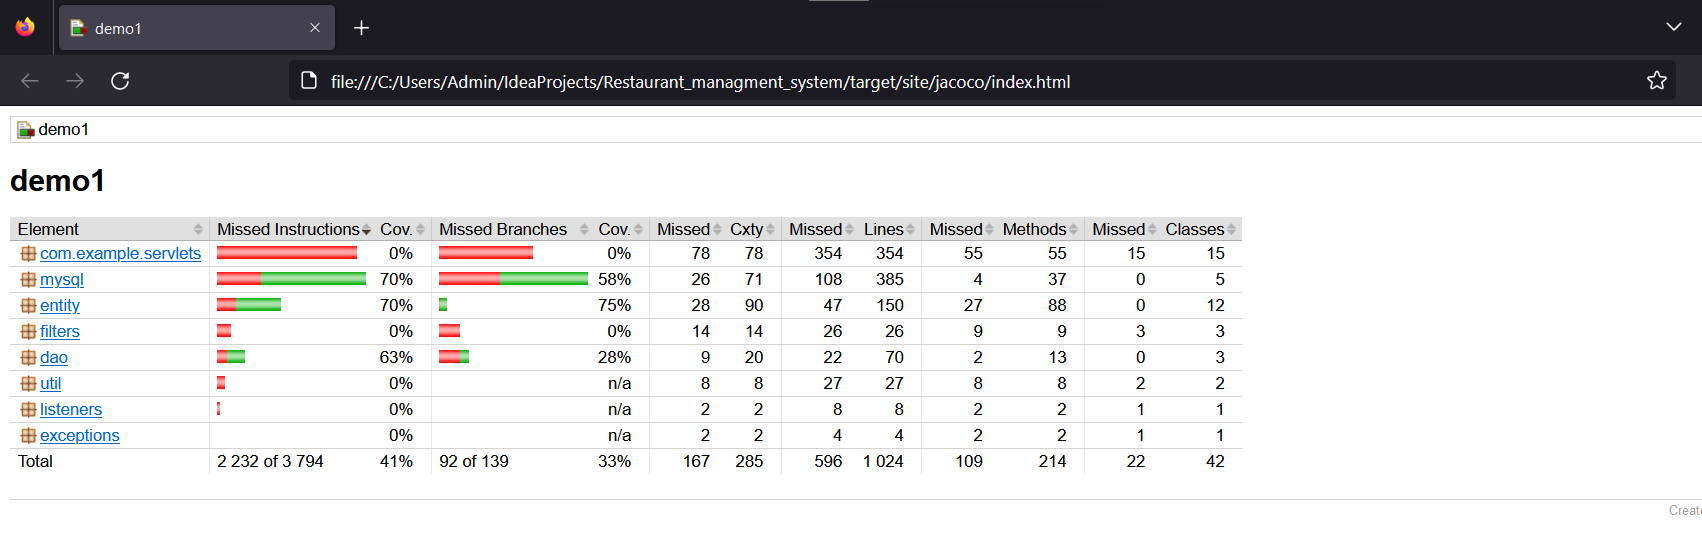 demo1
file:///C:/Users/Admin/IdeaProjects/Restaurant_managment_system/target/site/jacoco/index.html
demo1
demo1
Element Missed Instructions Cov. Missed Branches Cov. Missed Cxty Missed Lines Missed Methods Missed Classes
com.example.servlets 0% 0% 78 78 354 354 55 55 15 15
mysql 70% 58% 26 71 108 385 4 37 0 5
entity 70% 75% 28 90 47 150 27 88 0 12
filters 0% 0% 14 14 26 26 9 9 3 3
dao 63% 28% 9 20 22 70 2 13 0 3
util 0% n/a 8 8 27 27 8 8 2 2
listeners 0% n/a 2 2 8 8 2 2 1 1
exceptions 0% n/a 2 2 4 4 2 2 1 1
Total 2 232 of 3 794 41% 92 of 139 33% 167 285 596 1 024 109 214 22 42
Create